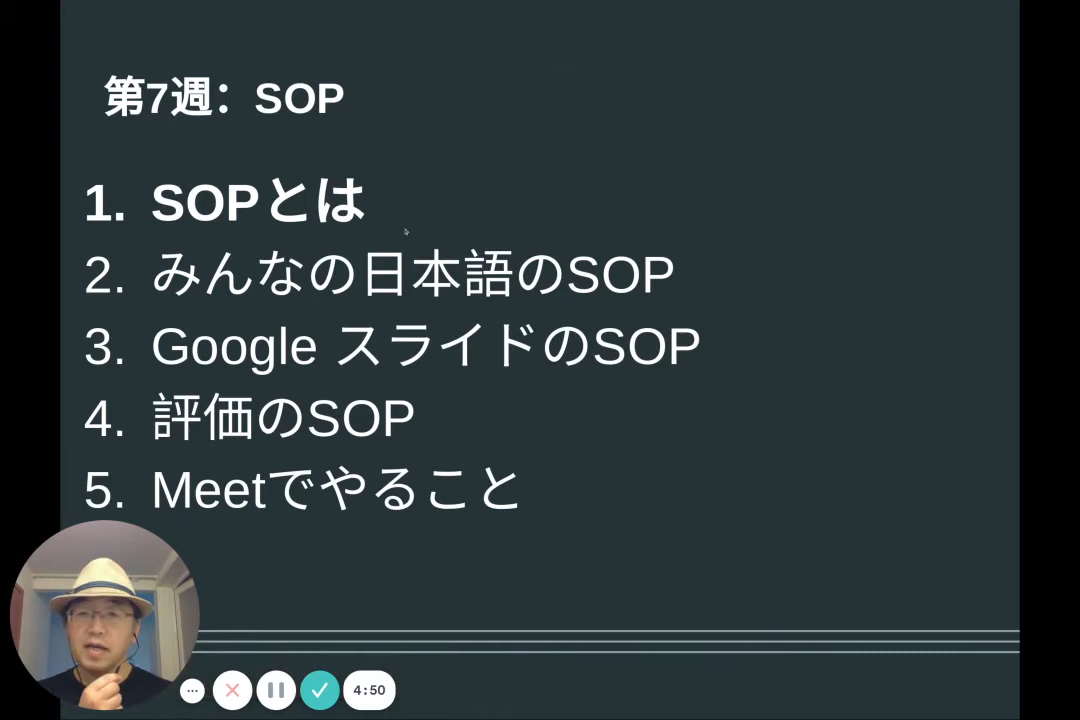 第7週：SOP
1. SOPとは
2. みんなの日本語のSOP
3. Google スライドのSOP
4. 評価のSOP
5. Meetでやること
4:50